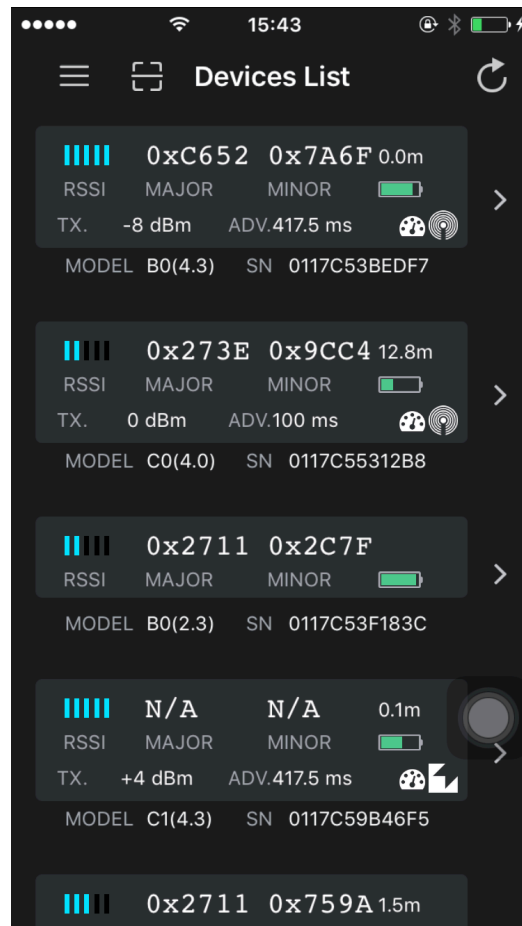 15:43
Devices List
0xC652 0x7A6F 0.0m
RSSI MAJOR MINOR
TX. -8 dBm ADV.417.5 ms
MODEL B0(4.3) SN 0117C53BEDF7
0x273E 0x9CC4 12.8m
RSSI MAJOR MINOR
TX. 0 dBm ADV.100 ms
MODEL C0(4.0) SN 0117C55312B8
0x2711 0x2C7F
RSSI MAJOR MINOR
MODEL B0(2.3) SN 0117C53F183C
N/A N/A 0.1m
RSSI MAJOR MINOR
TX. +4 dBm ADV.417.5 ms
MODEL C1(4.3) SN 0117C59B46F5
0x2711 0x759A 1.5m